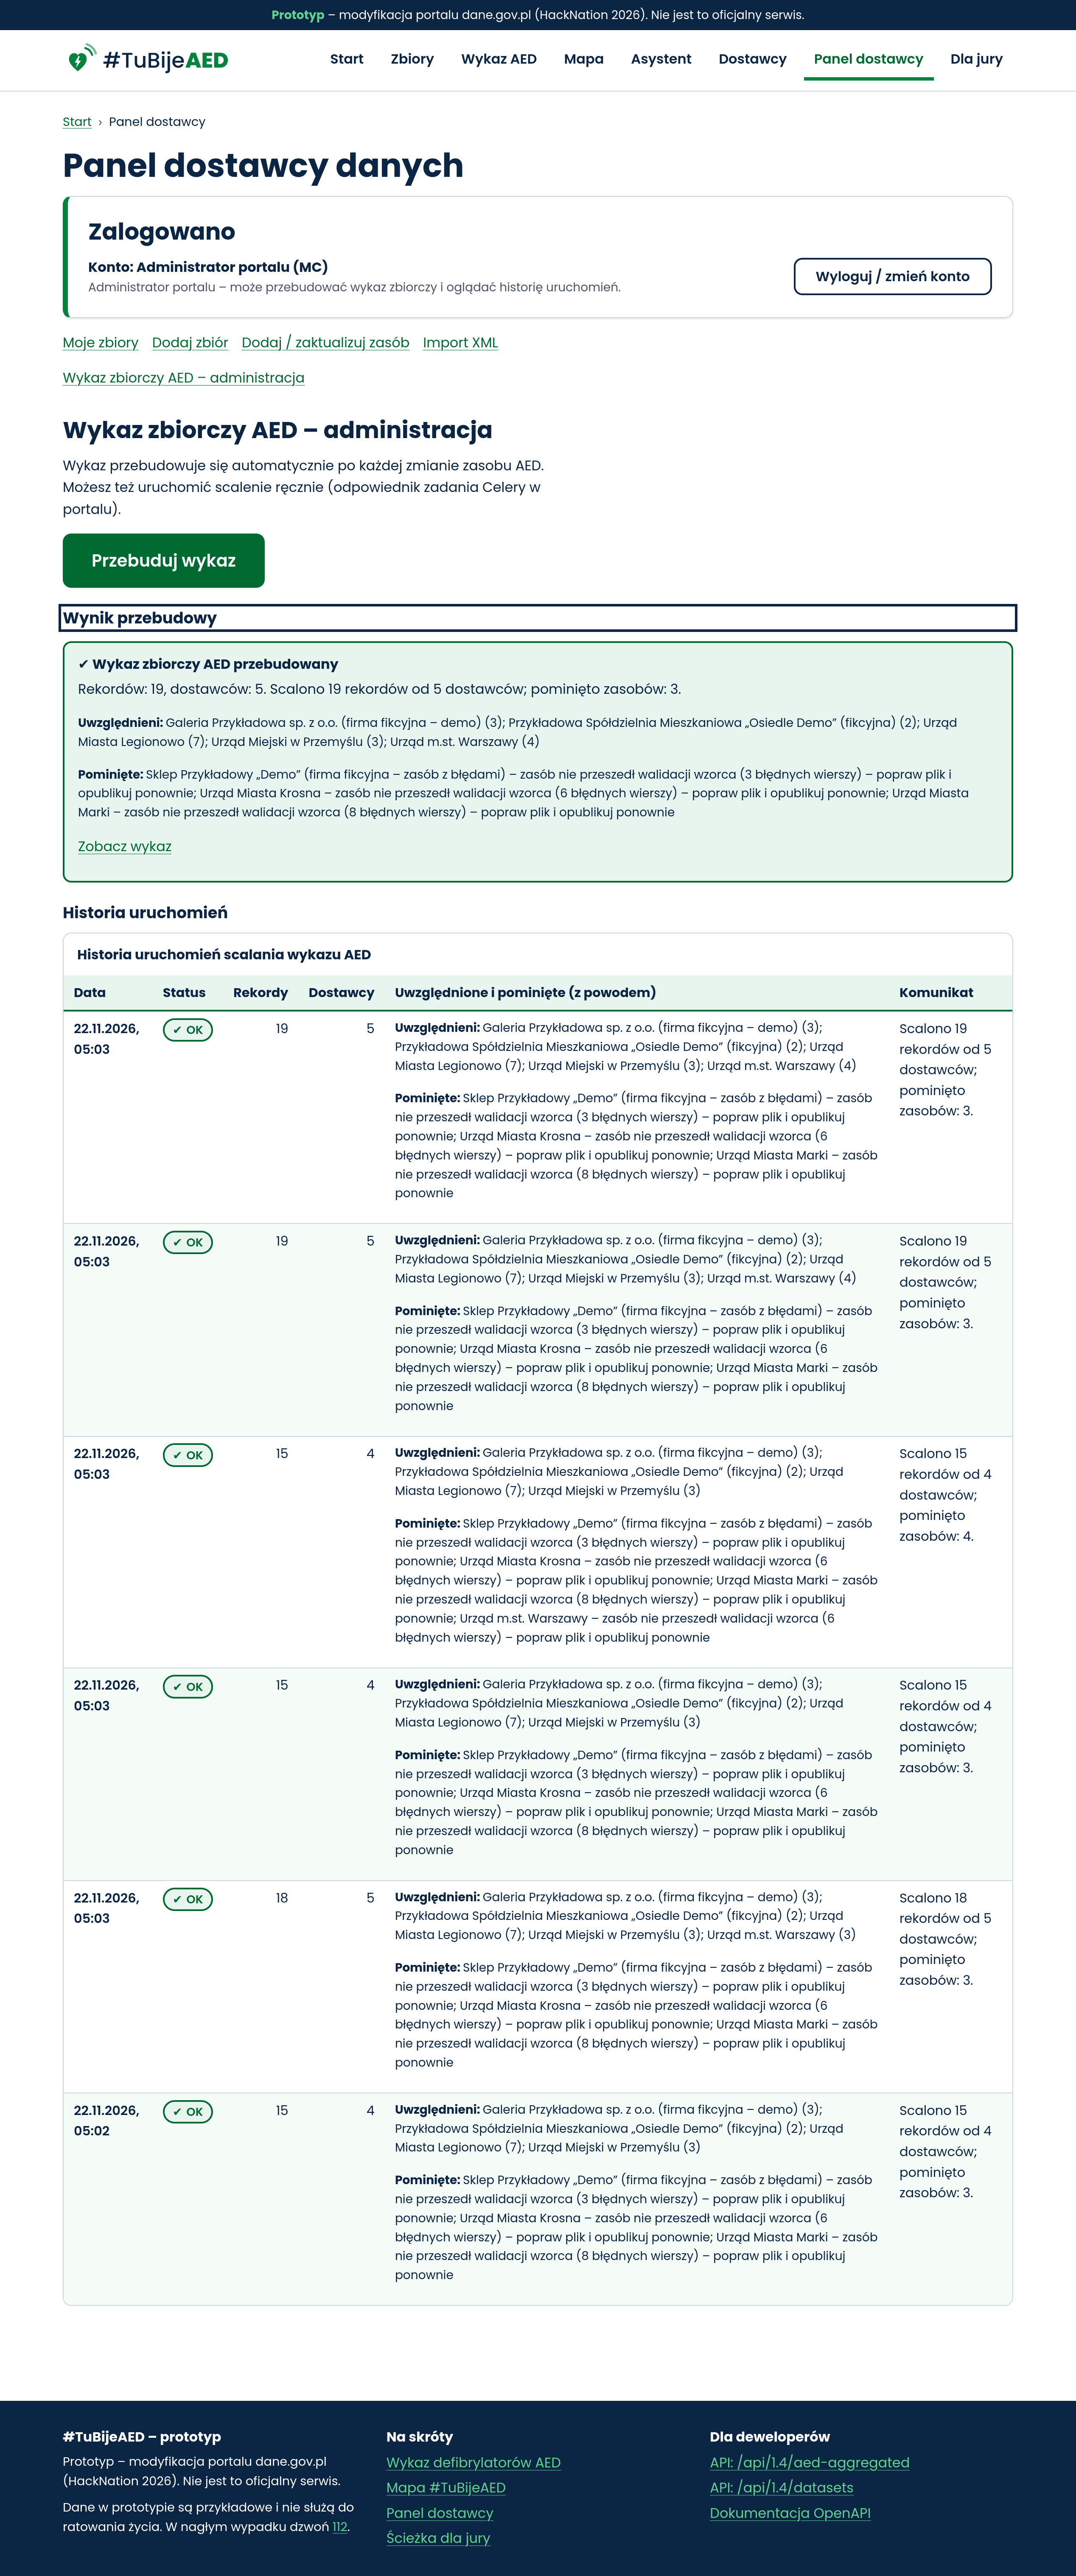 Prototyp – modyfikacja portalu dane.gov.pl (HackNation 2026). Nie jest to oficjalny serwis.
#TuBijeAED
Start Zbiory Wykaz AED Mapa Asystent Dostawcy Panel dostawcy Dla jury
Start › Panel dostawcy
Panel dostawcy danych
Zalogowano
Konto: Administrator portalu (MC)
Administrator portalu – może przebudować wykaz zbiorczy i oglądać historię uruchomień.
Wyloguj / zmień konto
Moje zbiory Dodaj zbiór Dodaj / zaktualizuj zasób Import XML
Wykaz zbiorczy AED – administracja
Wykaz zbiorczy AED – administracja
Wykaz przebudowuje się automatycznie po każdej zmianie zasobu AED.
Możesz też uruchomić scalenie ręcznie (odpowiednik zadania Celery w
portalu).
Przebuduj wykaz
Wynik przebudowy
✔ Wykaz zbiorczy AED przebudowany
Rekordów: 19, dostawców: 5. Scalono 19 rekordów od 5 dostawców; pominięto zasobów: 3.
Uwzględnieni: Galeria Przykładowa sp. z o.o. (firma fikcyjna – demo) (3); Przykładowa Spółdzielnia Mieszkaniowa „Osiedle Demo” (fikcyjna) (2); Urząd
Miasta Legionowo (7); Urząd Miejski w Przemyślu (3); Urząd m.st. Warszawy (4)
Pominięte: Sklep Przykładowy „Demo” (firma fikcyjna – zasób z błędami) – zasób nie przeszedł walidacji wzorca (3 błędnych wierszy) – popraw plik i
opublikuj ponownie; Urząd Miasta Krosna – zasób nie przeszedł walidacji wzorca (6 błędnych wierszy) – popraw plik i opublikuj ponownie; Urząd Miasta
Marki – zasób nie przeszedł walidacji wzorca (8 błędnych wierszy) – popraw plik i opublikuj ponownie
Zobacz wykaz
Historia uruchomień
Historia uruchomień scalania wykazu AED
Data Status Rekordy Dostawcy Uwzględnione i pominięte (z powodem) Komunikat
22.11.2026,
05:03
✔ OK
19
5
Uwzględnieni: Galeria Przykładowa sp. z o.o. (firma fikcyjna – demo) (3);
Przykładowa Spółdzielnia Mieszkaniowa „Osiedle Demo” (fikcyjna) (2); Urząd
Miasta Legionowo (7); Urząd Miejski w Przemyślu (3); Urząd m.st. Warszawy (4)
Pominięte: Sklep Przykładowy „Demo” (firma fikcyjna – zasób z błędami) – zasób
nie przeszedł walidacji wzorca (3 błędnych wierszy) – popraw plik i opublikuj
ponownie; Urząd Miasta Krosna – zasób nie przeszedł walidacji wzorca (6
błędnych wierszy) – popraw plik i opublikuj ponownie; Urząd Miasta Marki – zasób
nie przeszedł walidacji wzorca (8 błędnych wierszy) – popraw plik i opublikuj
ponownie
Scalono 19
rekordów od 5
dostawców;
pominięto
zasobów: 3.
22.11.2026,
05:03
✔ OK
19
5
Uwzględnieni: Galeria Przykładowa sp. z o.o. (firma fikcyjna – demo) (3);
Przykładowa Spółdzielnia Mieszkaniowa „Osiedle Demo” (fikcyjna) (2); Urząd
Miasta Legionowo (7); Urząd Miejski w Przemyślu (3); Urząd m.st. Warszawy (4)
Pominięte: Sklep Przykładowy „Demo” (firma fikcyjna – zasób z błędami) – zasób
nie przeszedł walidacji wzorca (3 błędnych wierszy) – popraw plik i opublikuj
ponownie; Urząd Miasta Krosna – zasób nie przeszedł walidacji wzorca (6
błędnych wierszy) – popraw plik i opublikuj ponownie; Urząd Miasta Marki – zasób
nie przeszedł walidacji wzorca (8 błędnych wierszy) – popraw plik i opublikuj
ponownie
Scalono 19
rekordów od 5
dostawców;
pominięto
zasobów: 3.
22.11.2026,
05:03
✔ OK
15
4
Uwzględnieni: Galeria Przykładowa sp. z o.o. (firma fikcyjna – demo) (3);
Przykładowa Spółdzielnia Mieszkaniowa „Osiedle Demo” (fikcyjna) (2); Urząd
Miasta Legionowo (7); Urząd Miejski w Przemyślu (3)
Pominięte: Sklep Przykładowy „Demo” (firma fikcyjna – zasób z błędami) – zasób
nie przeszedł walidacji wzorca (3 błędnych wierszy) – popraw plik i opublikuj
ponownie; Urząd Miasta Krosna – zasób nie przeszedł walidacji wzorca (6
błędnych wierszy) – popraw plik i opublikuj ponownie; Urząd Miasta Marki – zasób
nie przeszedł walidacji wzorca (8 błędnych wierszy) – popraw plik i opublikuj
ponownie; Urząd m.st. Warszawy – zasób nie przeszedł walidacji wzorca (6
błędnych wierszy) – popraw plik i opublikuj ponownie
Scalono 15
rekordów od 4
dostawców;
pominięto
zasobów: 4.
22.11.2026,
05:03
✔ OK
15
4
Uwzględnieni: Galeria Przykładowa sp. z o.o. (firma fikcyjna – demo) (3);
Przykładowa Spółdzielnia Mieszkaniowa „Osiedle Demo” (fikcyjna) (2); Urząd
Miasta Legionowo (7); Urząd Miejski w Przemyślu (3)
Pominięte: Sklep Przykładowy „Demo” (firma fikcyjna – zasób z błędami) – zasób
nie przeszedł walidacji wzorca (3 błędnych wierszy) – popraw plik i opublikuj
ponownie; Urząd Miasta Krosna – zasób nie przeszedł walidacji wzorca (6
błędnych wierszy) – popraw plik i opublikuj ponownie; Urząd Miasta Marki – zasób
nie przeszedł walidacji wzorca (8 błędnych wierszy) – popraw plik i opublikuj
ponownie
Scalono 15
rekordów od 4
dostawców;
pominięto
zasobów: 3.
22.11.2026,
05:03
✔ OK
18
5
Uwzględnieni: Galeria Przykładowa sp. z o.o. (firma fikcyjna – demo) (3);
Przykładowa Spółdzielnia Mieszkaniowa „Osiedle Demo” (fikcyjna) (2); Urząd
Miasta Legionowo (7); Urząd Miejski w Przemyślu (3); Urząd m.st. Warszawy (3)
Pominięte: Sklep Przykładowy „Demo” (firma fikcyjna – zasób z błędami) – zasób
nie przeszedł walidacji wzorca (3 błędnych wierszy) – popraw plik i opublikuj
ponownie; Urząd Miasta Krosna – zasób nie przeszedł walidacji wzorca (6
błędnych wierszy) – popraw plik i opublikuj ponownie; Urząd Miasta Marki – zasób
nie przeszedł walidacji wzorca (8 błędnych wierszy) – popraw plik i opublikuj
ponownie
Scalono 18
rekordów od 5
dostawców;
pominięto
zasobów: 3.
22.11.2026,
05:02
✔ OK
15
4
Uwzględnieni: Galeria Przykładowa sp. z o.o. (firma fikcyjna – demo) (3);
Przykładowa Spółdzielnia Mieszkaniowa „Osiedle Demo” (fikcyjna) (2); Urząd
Miasta Legionowo (7); Urząd Miejski w Przemyślu (3)
Pominięte: Sklep Przykładowy „Demo” (firma fikcyjna – zasób z błędami) – zasób
nie przeszedł walidacji wzorca (3 błędnych wierszy) – popraw plik i opublikuj
ponownie; Urząd Miasta Krosna – zasób nie przeszedł walidacji wzorca (6
błędnych wierszy) – popraw plik i opublikuj ponownie; Urząd Miasta Marki – zasób
nie przeszedł walidacji wzorca (8 błędnych wierszy) – popraw plik i opublikuj
ponownie
Scalono 15
rekordów od 4
dostawców;
pominięto
zasobów: 3.
#TuBijeAED – prototyp
Prototyp – modyfikacja portalu dane.gov.pl
(HackNation 2026). Nie jest to oficjalny serwis.
Dane w prototypie są przykładowe i nie służą do
ratowania życia. W nagłym wypadku dzwoń 112.
Na skróty
Wykaz defibrylatorów AED
Mapa #TuBijeAED
Panel dostawcy
Ścieżka dla jury
Dla deweloperów
API: /api/1.4/aed-aggregated
API: /api/1.4/datasets
Dokumentacja OpenAPI